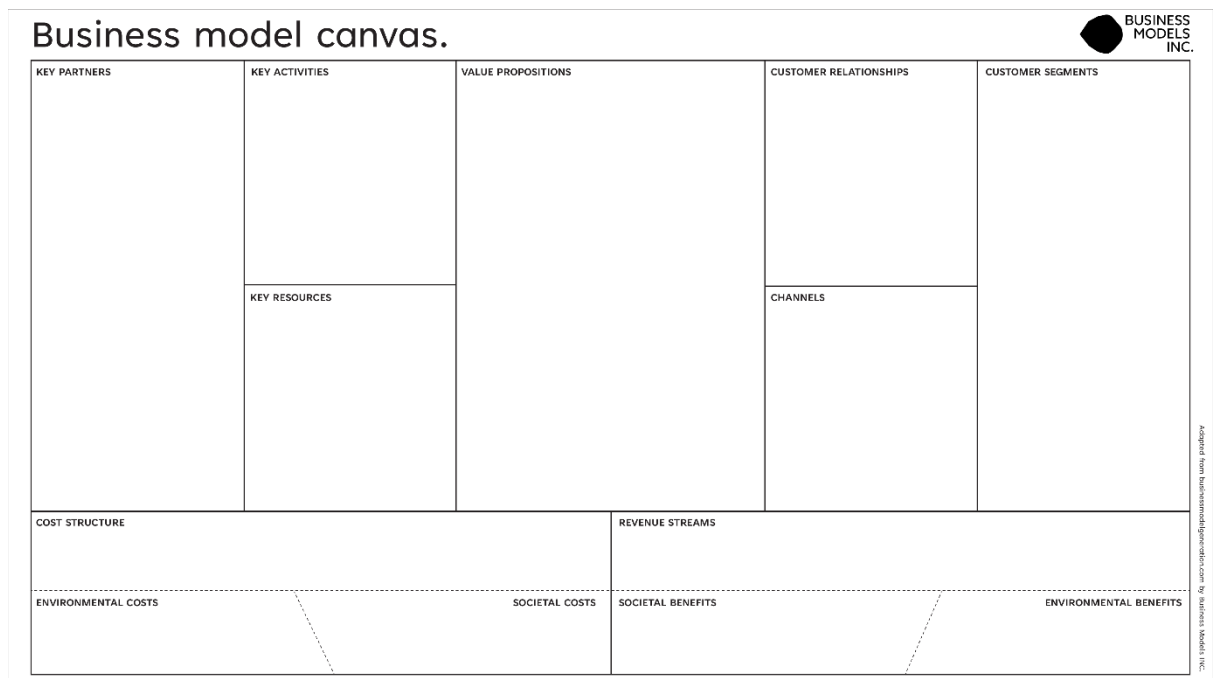 Business model canvas.
BUSINESS
MODELS
INC.
KEY PARTNERS
KEY ACTIVITIES
VALUE PROPOSITIONS
CUSTOMER RELATIONSHIPS
CUSTOMER SEGMENTS
KEY RESOURCES
CHANNELS
COST STRUCTURE
REVENUE STREAMS
ENVIRONMENTAL COSTS
SOCIETAL COSTS
SOCIETAL BENEFITS
ENVIRONMENTAL BENEFITS
Adapted from businessmodelgeneration.com by Business Models INC.